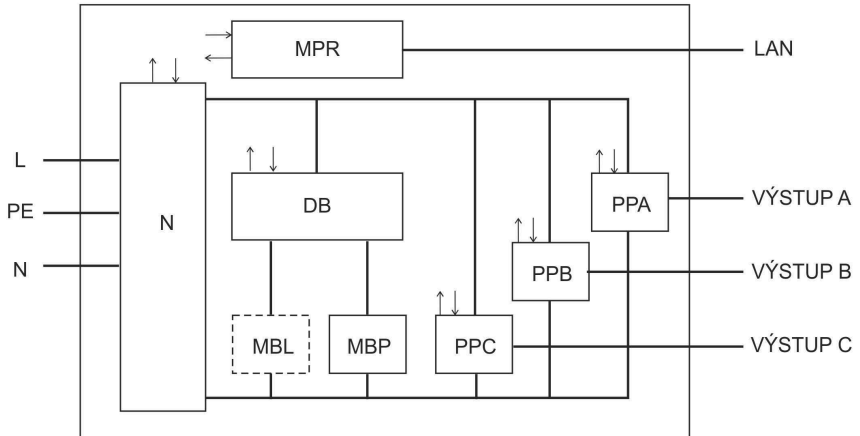 MPR
LAN
L
PE
N
N
DB
PPA
VÝSTUP A
PPB
VÝSTUP B
MBL
MBP
PPC
VÝSTUP C